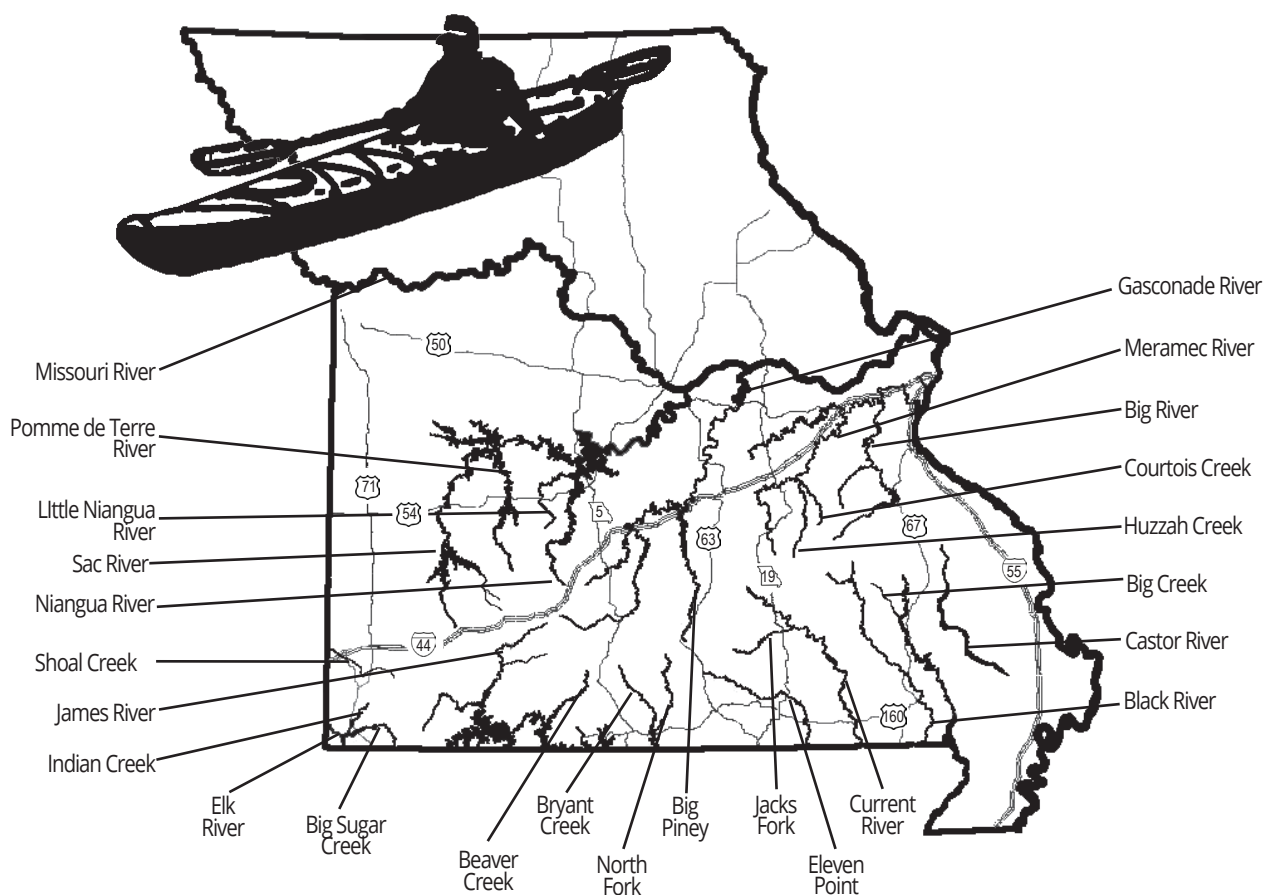 Gasconade River
50
Meramec River
Missouri River
Big River
Pomme de Terre
River
Courtois Creek
71
LIttle Niangua
River
54
5
67
63
Huzzah Creek
Sac River
19
55
Big Creek
Niangua River
44
Castor River
Shoal Creek
James River
160
Black River
Indian Creek
Elk
River
Big Sugar
Creek
Beaver
Creek
Bryant
Creek
North
Fork
Big
Piney
Jacks
Fork
Eleven
Point
Current
River